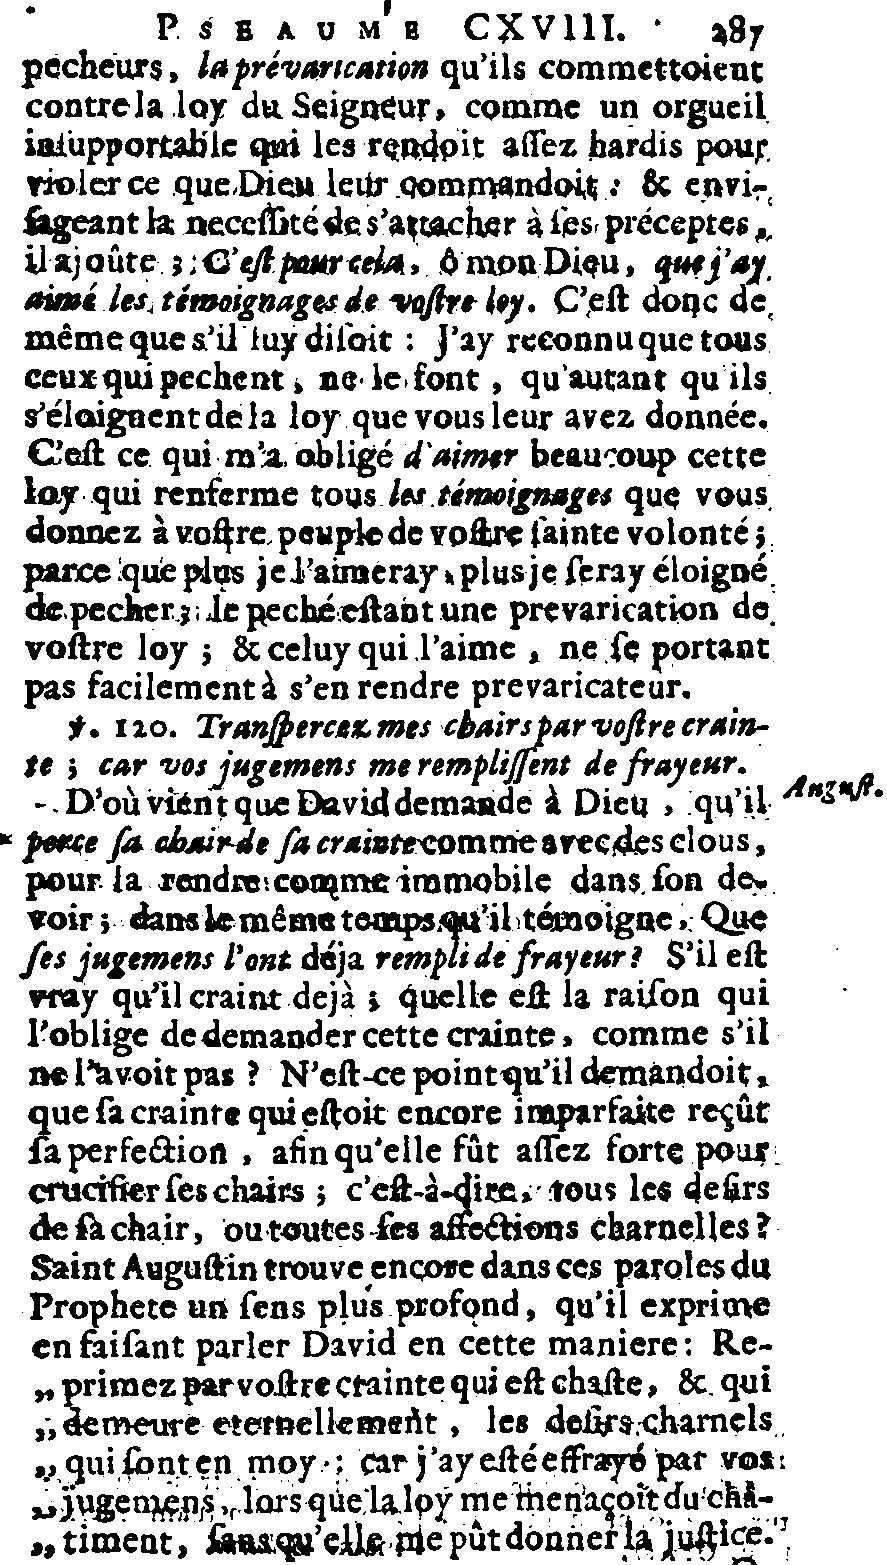 PSEAUME CXVIII. 287
pecheurs, la prévarication qu'ils commettoient
contre la loy du Seigneur, comme un orgueil
insupportable qui les rendoit assez hardis pour
violer ce que Dieu leur commandoit : & envi-
sageant la necessité de s'attacher à ses préceptes,
il ajoûte ; C'est pour cela, ô mon Dieu, que j'ay
aimé les témoignages de vostre loy. C'est donc de
même que s'il luy disoit : J'ay reconnu que tous
ceux qui pechent, ne le font, qu'autant qu'ils
s'éloignent de la loy que vous leur avez donnée.
C'est ce qui m'a obligé d'aimer beaucoup cette
loy qui renferme tous les témoignages que vous
donnez à vostre peuple de vostre sainte volonté ;
parce que plus je l'aimeray, plus je seray éloigné
de pecher ; le peché estant une prevarication de
vostre loy ; & celuy qui l'aime, ne se portant
pas facilement à s'en rendre prevaricateur.
℣. 120. Transpercez mes chairs par vostre crain-
te ; car vos jugemens me remplissent de frayeur.
D'où vient que David demande à Dieu, qu'il
August.
perce sa chair de sa crainte comme avec des clous,
pour la rendre comme immobile dans son de-
voir ; dans le même temps qu'il témoigne, Que
ses jugemens l'ont déja rempli de frayeur ? S'il est
vray qu'il craint dejà ; quelle est la raison qui
l'oblige de demander cette crainte, comme s'il
ne l'avoit pas ? N'est-ce point qu'il demandoit,
que sa crainte qui estoit encore imparfaite reçût
sa perfection, afin qu'elle fût assez forte pour
crucifier ses chairs ; c'est-à-dire, tous les desirs
de sa chair, ou toutes ses affections charnelles ?
Saint Augustin trouve encore dans ces paroles du
Prophete un sens plus profond, qu'il exprime
en faisant parler David en cette maniere : Re-
„ primez par vostre crainte qui est chaste, & qui
„ demeure eternellement, les desirs charnels
„ qui sont en moy ; car j'ay esté effrayé par vos
„ jugemens, lors que la loy me menaçoit du châ-
„ timent, sans qu'elle me pût donner la justice.